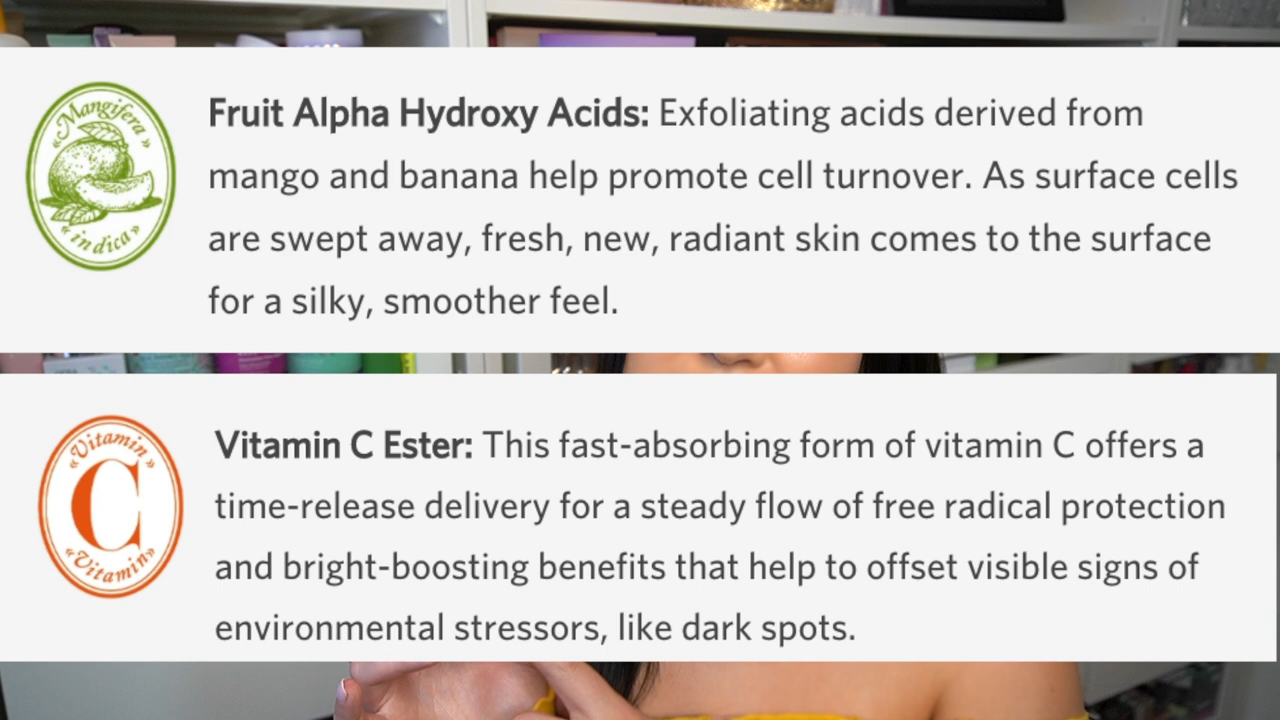 «Mangifera»
indica»
Fruit Alpha Hydroxy Acids: Exfoliating acids derived from
mango and banana help promote cell turnover. As surface cells
are swept away, fresh, new, radiant skin comes to the surface
for a silky, smoother feel.
«Vitamin»
C
«Vitamin»
Vitamin C Ester: This fast-absorbing form of vitamin C offers a
time-release delivery for a steady flow of free radical protection
and bright-boosting benefits that help to offset visible signs of
environmental stressors, like dark spots.